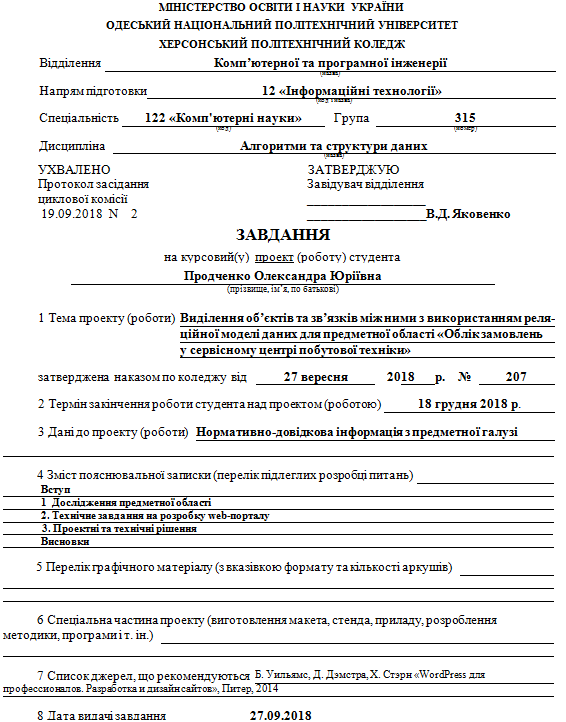 МІНІСТЕРСТВО ОСВІТИ І НАУКИ УКРАЇНИ
ОДЕСЬКИЙ НАЦІОНАЛЬНИЙ ПОЛІТЕХНІЧНИЙ УНІВЕРСИТЕТ
ХЕРСОНСЬКИЙ ПОЛІТЕХНІЧНИЙ КОЛЕДЖ
Відділення Комп’ютерної та програмної інженерії
(назва)
Напрям підготовки 12 «Інформаційні технології»
(код і назва)
Спеціальність 122 «Комп'ютерні науки» Група 315
(код) (номер)
Дисципліна Алгоритми та структури даних
(назва)
УХВАЛЕНО ЗАТВЕРДЖУЮ
Протокол засідання Завідувач відділення
циклової комісії
19.09.2018 N 2 В.Д. Яковенко
ЗАВДАННЯ
на курсовий(у) проект (роботу) студента
Продченко Олександра Юріївна
(прізвище, ім’я, по батькові)
1 Тема проекту (роботи) Виділення об’єктів та зв’язків між ними з використанням реля-
ційної моделі даних для предметної області «Облік замовлень
у сервісному центрі побутової техніки»
затверджена наказом по коледжу від 27 вересня 2018 р. № 207
2 Термін закінчення роботи студента над проектом (роботою) 18 грудня 2018 р.
3 Дані до проекту (роботи) Нормативно-довідкова інформація з предметної галузі
4 Зміст пояснювальної записки (перелік підлеглих розробці питань)
Вступ
1 Дослідження предметної області
2. Технічне завдання на розробку web-порталу
3. Проектні та технічні рішення
Висновки
5 Перелік графічного матеріалу (з вказівкою формату та кількості аркушів)
6 Спеціальна частина проекту (виготовлення макета, стенда, приладу, розроблення
методики, програми і т. ін.)
7 Список джерел, що рекомендуються Б. Уильямс, Д. Дэмстра, Х. Стэрн «WordPress для
профессионалов. Разработка и дизайн сайтов», Питер, 2014
8 Дата видачі завдання 27.09.2018